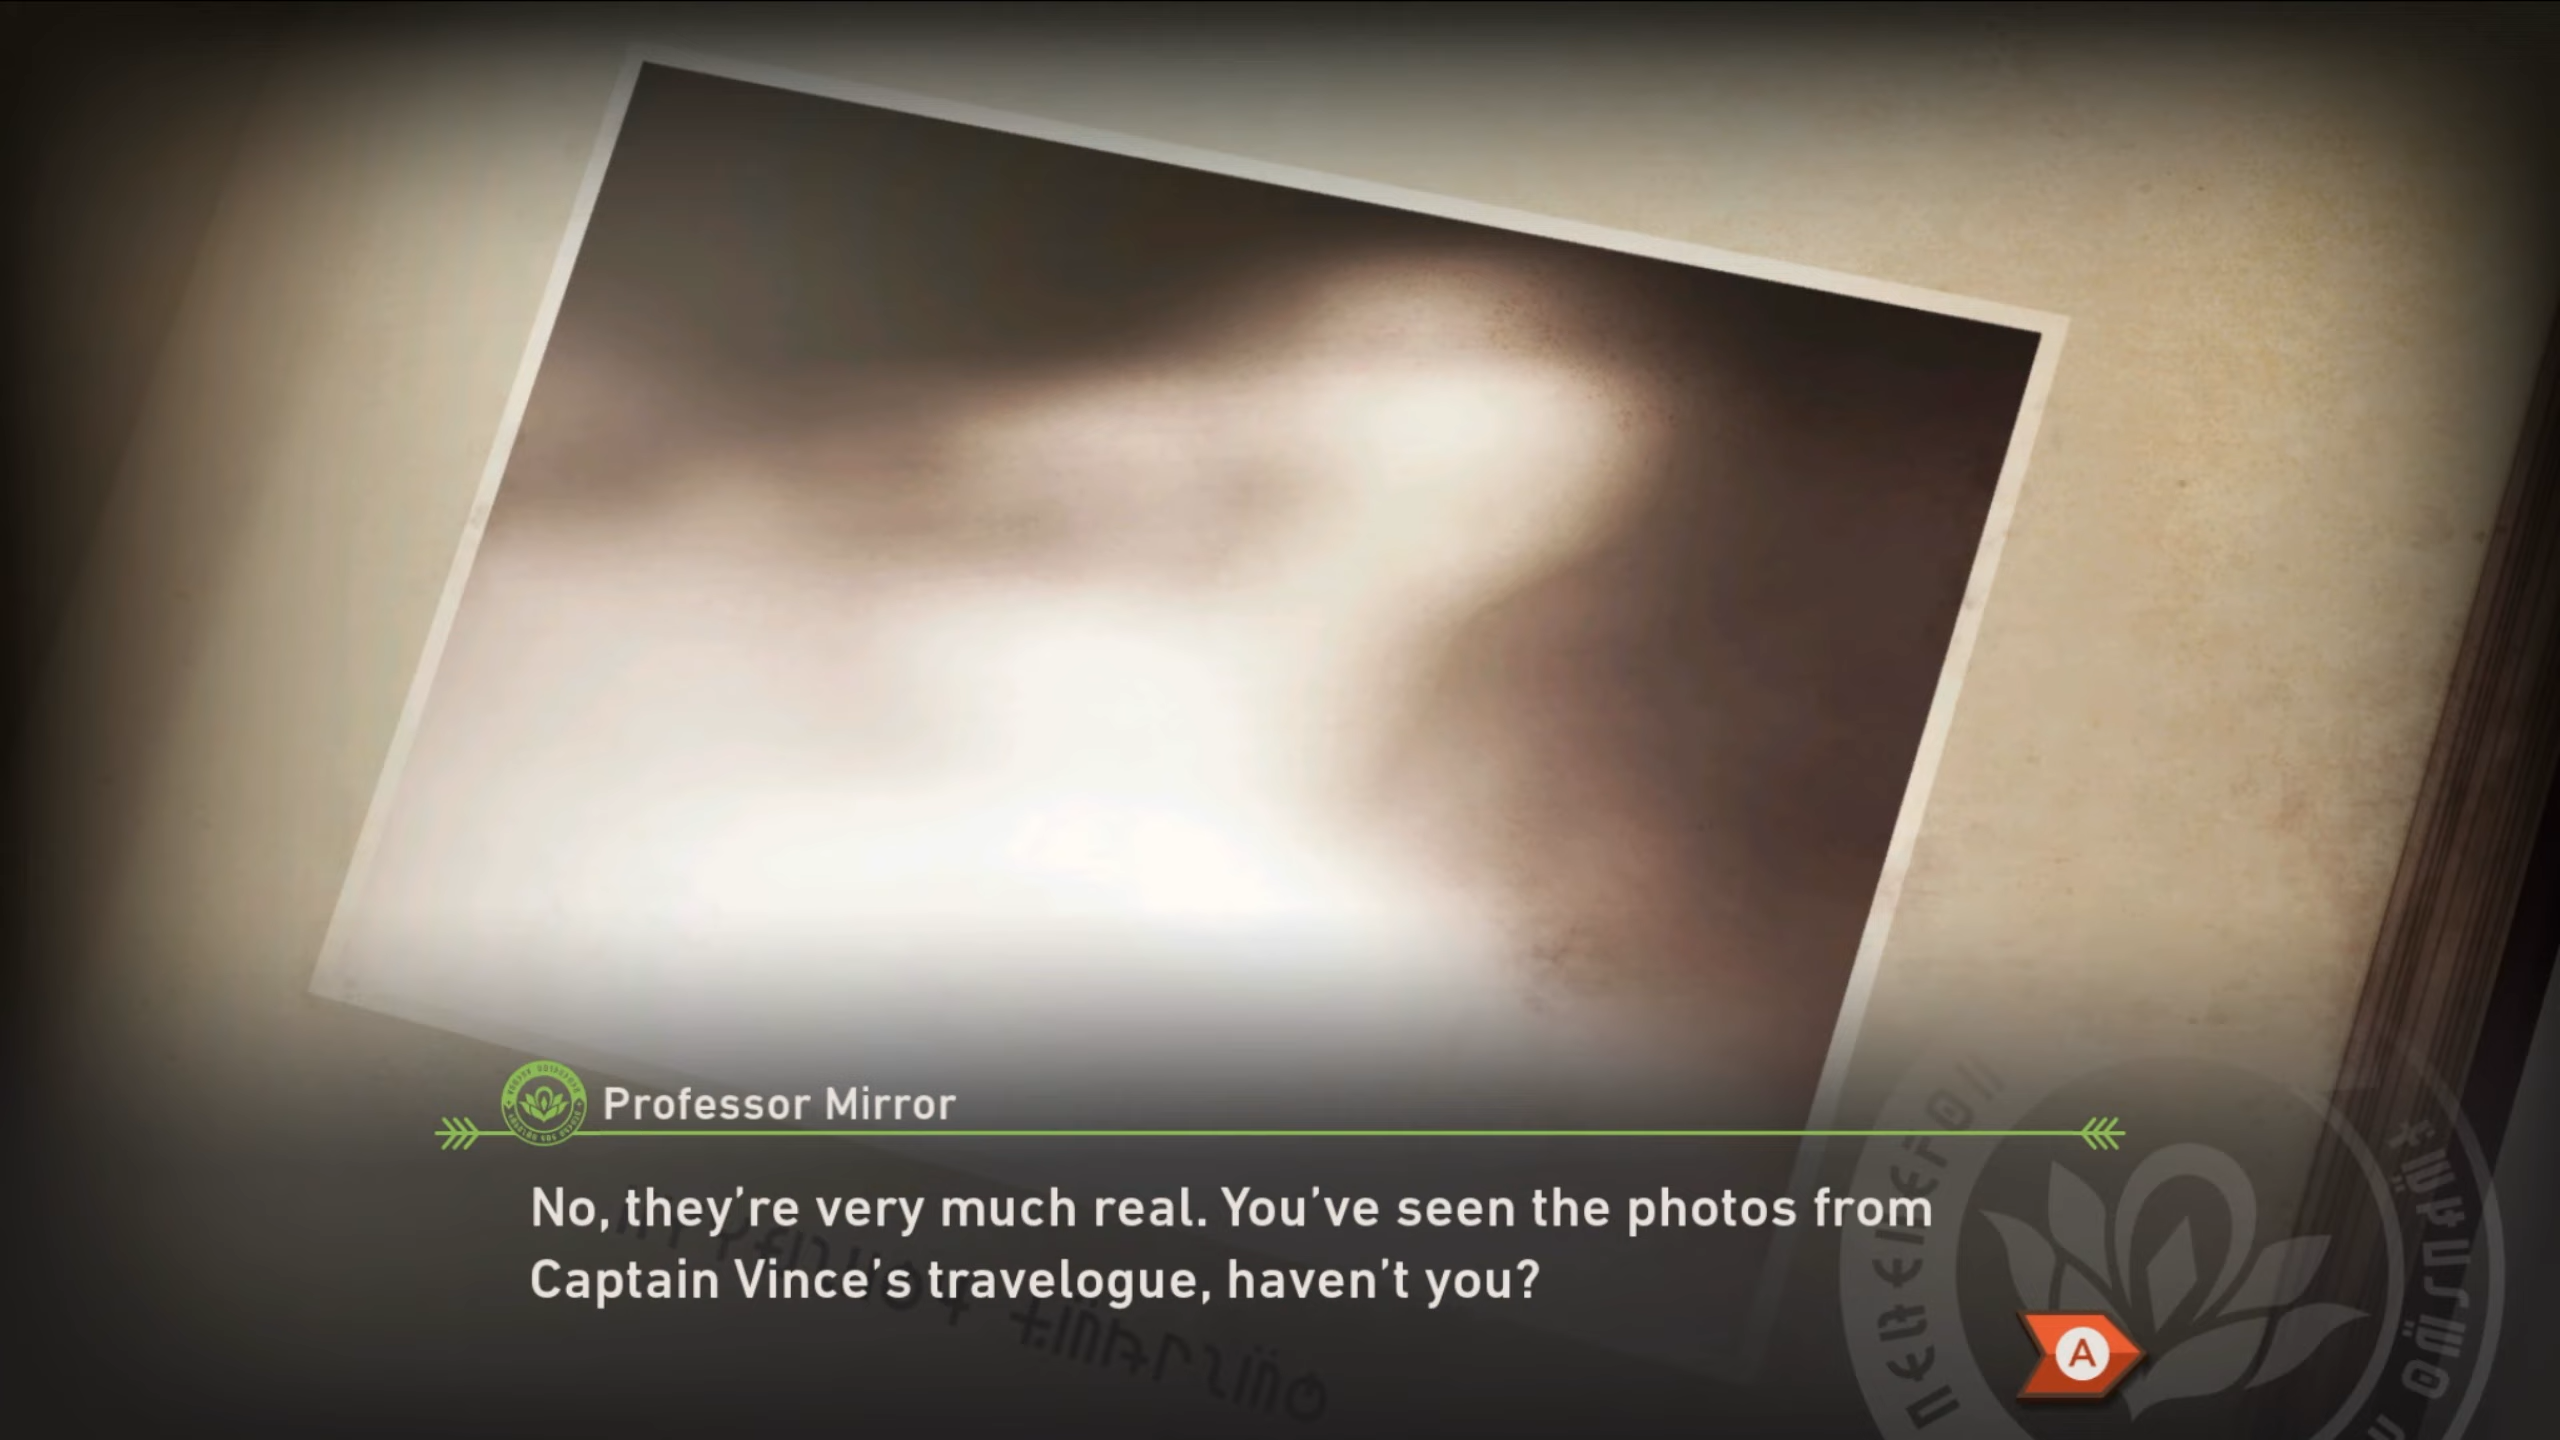 Professor Mirror
No, they're very much real. You've seen the photos from
Captain Vince's travelogue, haven't you?
A